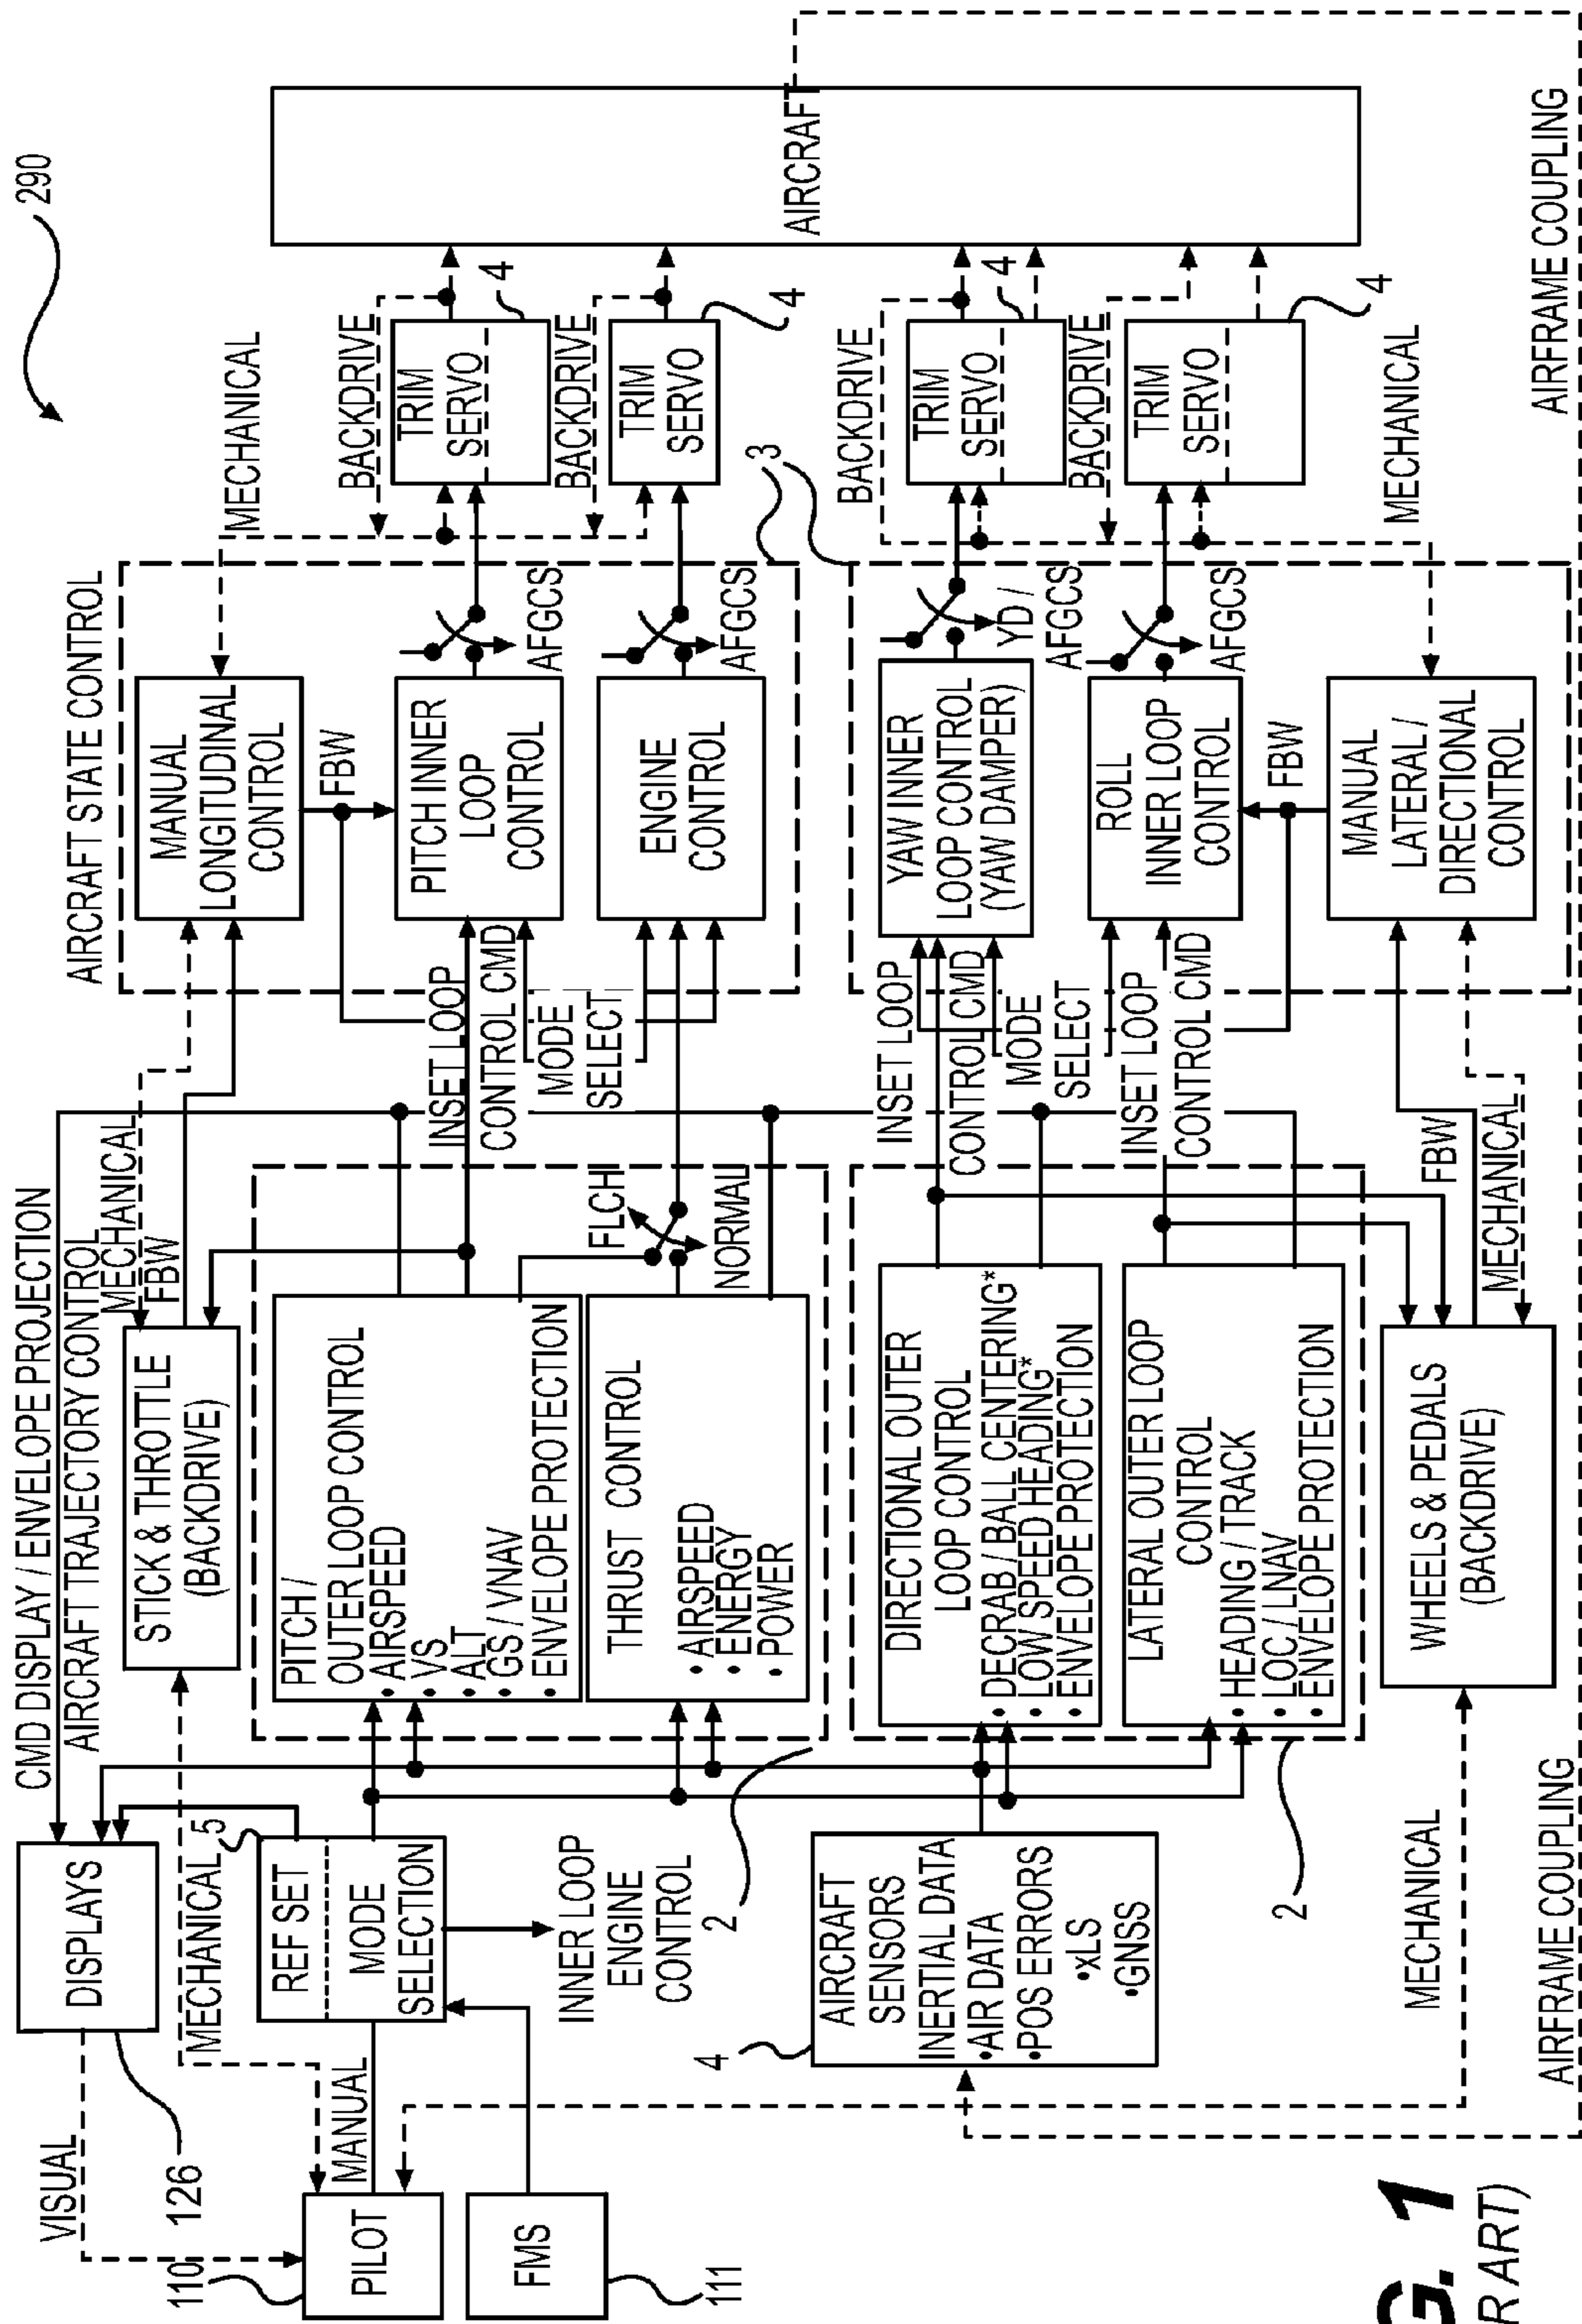 290
CMD DISPLAY / ENVELOPE PROJECTION
AIRCRAFT TRAJECTORY CONTROL
AIRCRAFT STATE CONTROL
VISUAL
DISPLAYS
126
MECHANICAL
5
STICK & THROTTLE
(BACKDRIVE)
MECHANICAL
FBW
MANUAL
LONGITUDINAL
CONTROL
FBW
MECHANICAL
110
PILOT
MANUAL
REF SET
MODE
SELECTION
INNER LOOP
ENGINE
CONTROL
FMS
111
PITCH /
OUTER LOOP CONTROL
• AIRSPEED
• VS
• ALT
• GS / VNAV
• ENVELOPE PROTECTION
THRUST CONTROL
• AIRSPEED
• ENERGY
• POWER
2
FLCH
NORMAL
INSET LOOP
CONTROL CMD
MODE
SELECT
PITCH INNER
LOOP
CONTROL
AFGCS
ENGINE
CONTROL
AFGCS
3
BACKDRIVE
TRIM
SERVO
4
BACKDRIVE
TRIM
SERVO
4
AIRCRAFT
4
AIRCRAFT
SENSORS
INERTIAL DATA
• AIR DATA
• POS ERRORS
•xLS
•GNSS
DIRECTIONAL OUTER
LOOP CONTROL
• DECRAB / BALL CENTERING*
• LOW SPEED HEADING*
• ENVELOPE PROTECTION
LATERAL OUTER LOOP
CONTROL
• HEADING / TRACK
• LOC / LNAV
• ENVELOPE PROTECTION
2
INSET LOOP
CONTROL CMD
MODE
SELECT
INSET LOOP
CONTROL CMD
YAW INNER
LOOP CONTROL
(YAW DAMPER)
YD /
AFGCS
ROLL
INNER LOOP
CONTROL
AFGCS
FBW
MANUAL
LATERAL /
DIRECTIONAL
CONTROL
BACKDRIVE
TRIM
SERVO
4
BACKDRIVE
TRIM
SERVO
4
MECHANICAL
MECHANICAL
WHEELS & PEDALS
(BACKDRIVE)
FBW
MECHANICAL
AIRFRAME COUPLING
AIRFRAME COUPLING
G. 1
R ART)